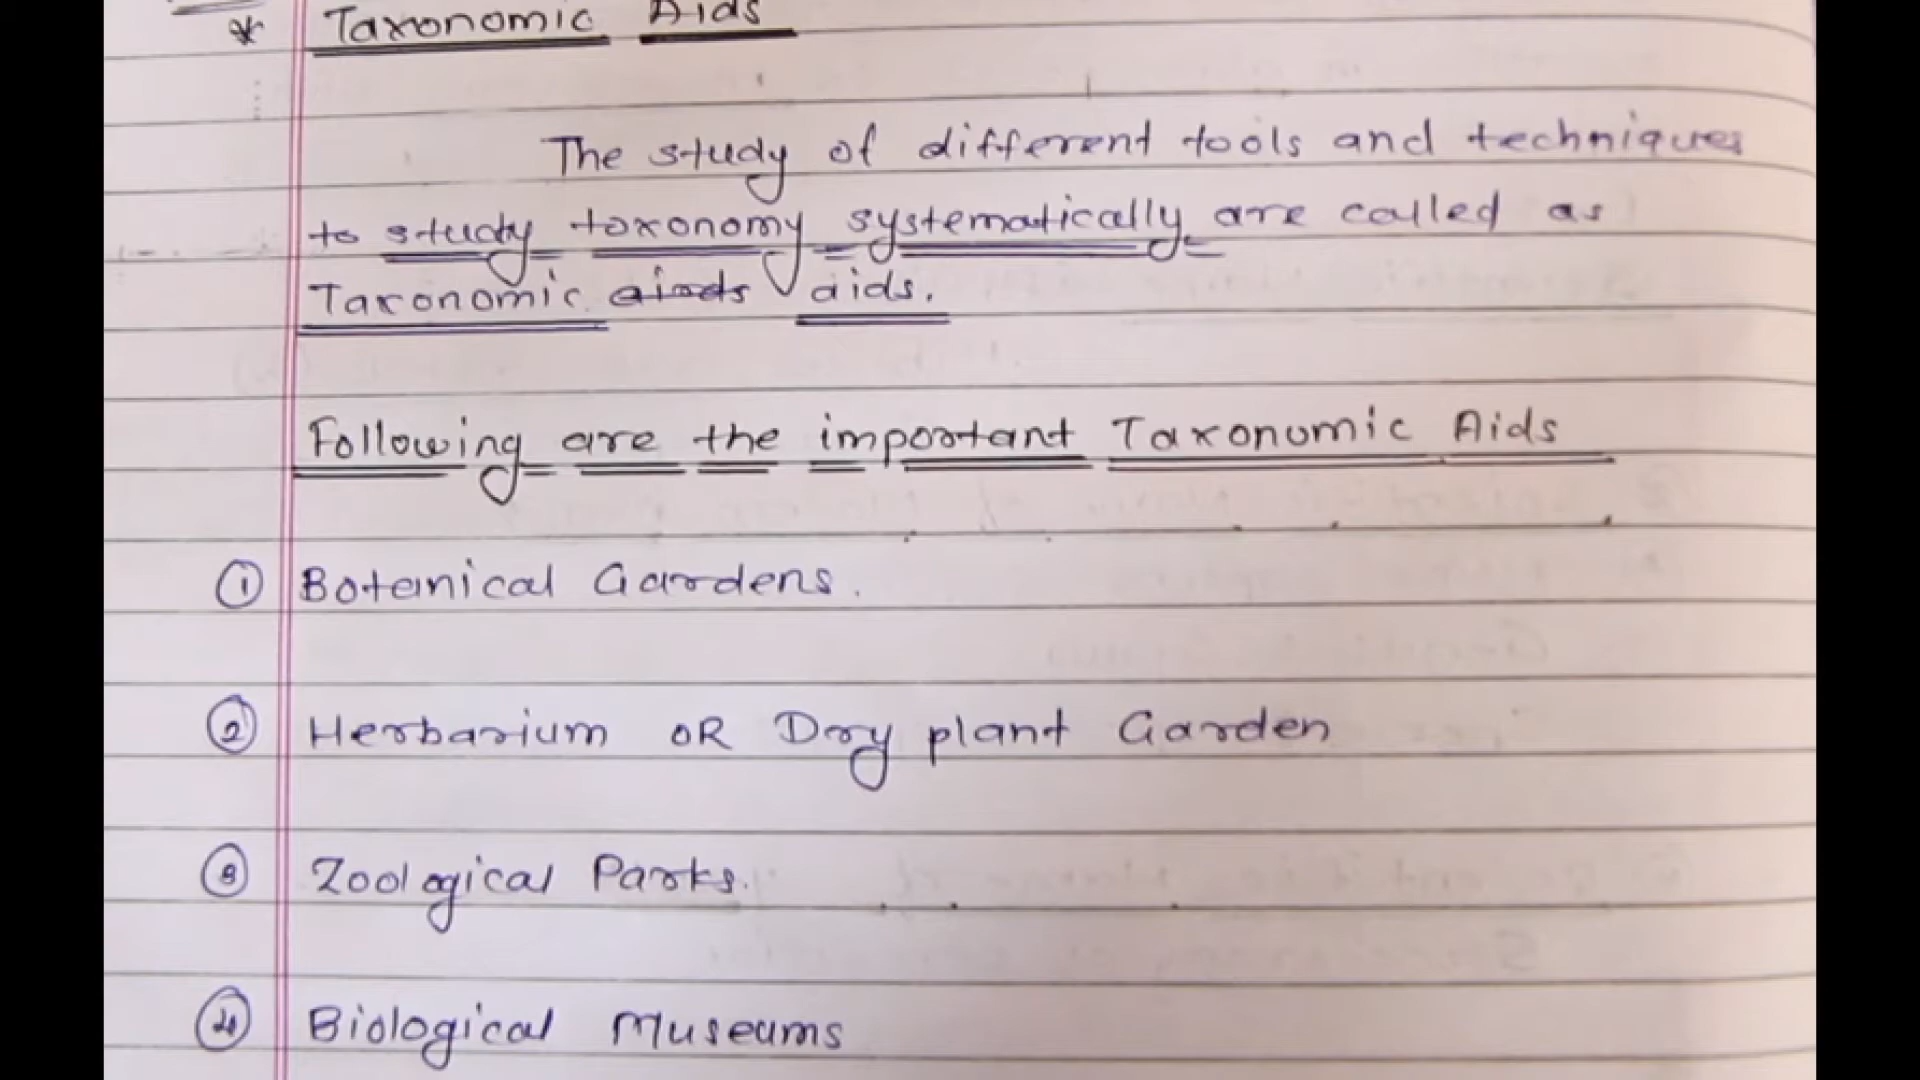 * Taxonomic Aids
The study of different tools and techniques
to study taxonomy systematically are called as
Taxonomic ainds aids.
Following are the important Taxonomic Aids
① Botanical Gardens.
② Herbarium OR Dry plant Garden
③ Zoological Parks.
④ Biological Museums